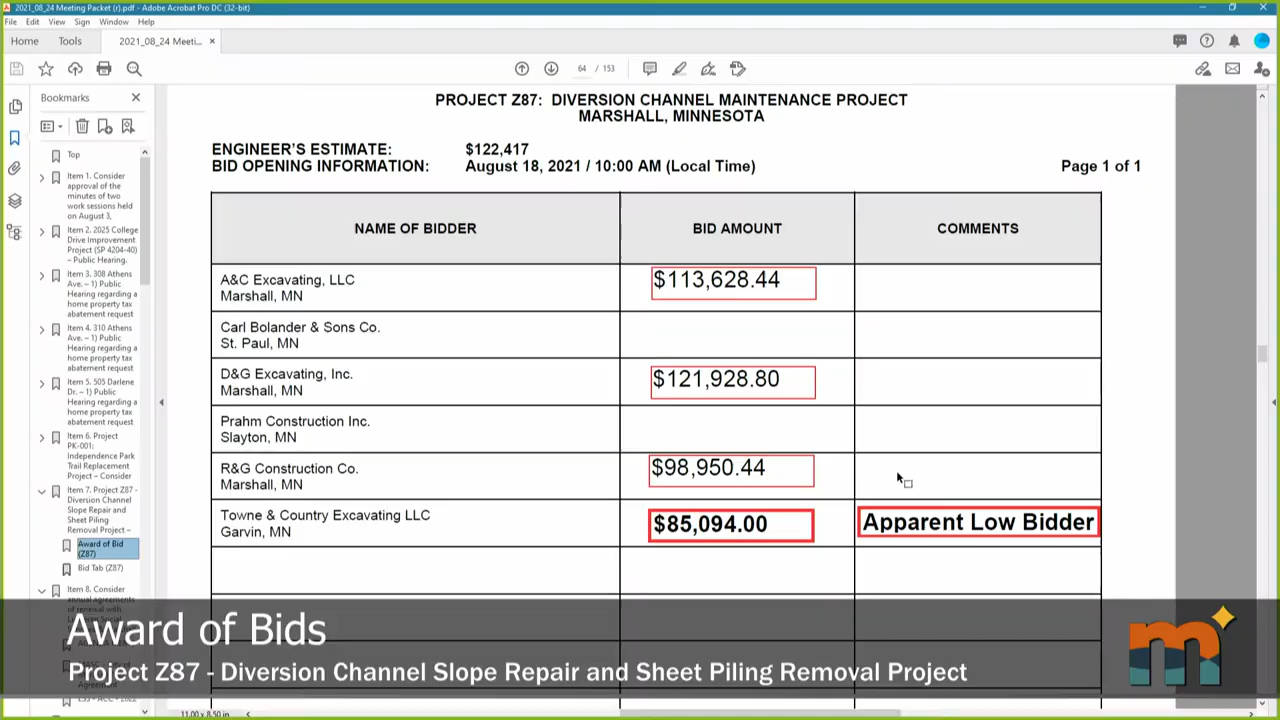 2021_08_24 Meeting Packet (r).pdf - Adobe Acrobat Pro DC (32-bit)
File Edit View Sign Window Help
Home Tools 2021_08_24 Meeti... ×
64 / 153
Bookmarks
Top
Item 1. Consider
approval of the
minutes of two
work sessions held
on August 3,
Item 2. 2025 College
Drive Improvement
Project (SP 4204-40)
– Public Hearing.
Item 3. 308 Athens
Ave. – 1) Public
Hearing regarding a
home property tax
abatement request
Item 4. 310 Athens
Ave. – 1) Public
Hearing regarding a
home property tax
abatement request
Item 5. 505 Darlene
Dr. – 1) Public
Hearing regarding a
home property tax
abatement request
Item 6. Project
PK-001:
Independence Park
Trail Replacement
Project – Consider
Item 7. Project Z87 -
Diversion Channel
Slope Repair and
Sheet Piling
Removal Project –
Award of Bid
(Z87)
Bid Tab (Z87)
Item 8. Consider
annual agreements
PROJECT Z87: DIVERSION CHANNEL MAINTENANCE PROJECT
MARSHALL, MINNESOTA
ENGINEER'S ESTIMATE: $122,417
BID OPENING INFORMATION: August 18, 2021 / 10:00 AM (Local Time) Page 1 of 1
NAME OF BIDDER BID AMOUNT COMMENTS
A&C Excavating, LLC
Marshall, MN
$113,628.44
Carl Bolander & Sons Co.
St. Paul, MN
D&G Excavating, Inc.
Marshall, MN
$121,928.80
Prahm Construction Inc.
Slayton, MN
R&G Construction Co.
Marshall, MN
$98,950.44
Towne & Country Excavating LLC
Garvin, MN
$85,094.00
Apparent Low Bidder
Award of Bids
Project Z87 - Diversion Channel Slope Repair and Sheet Piling Removal Project
m
11.00 x 8.50 in